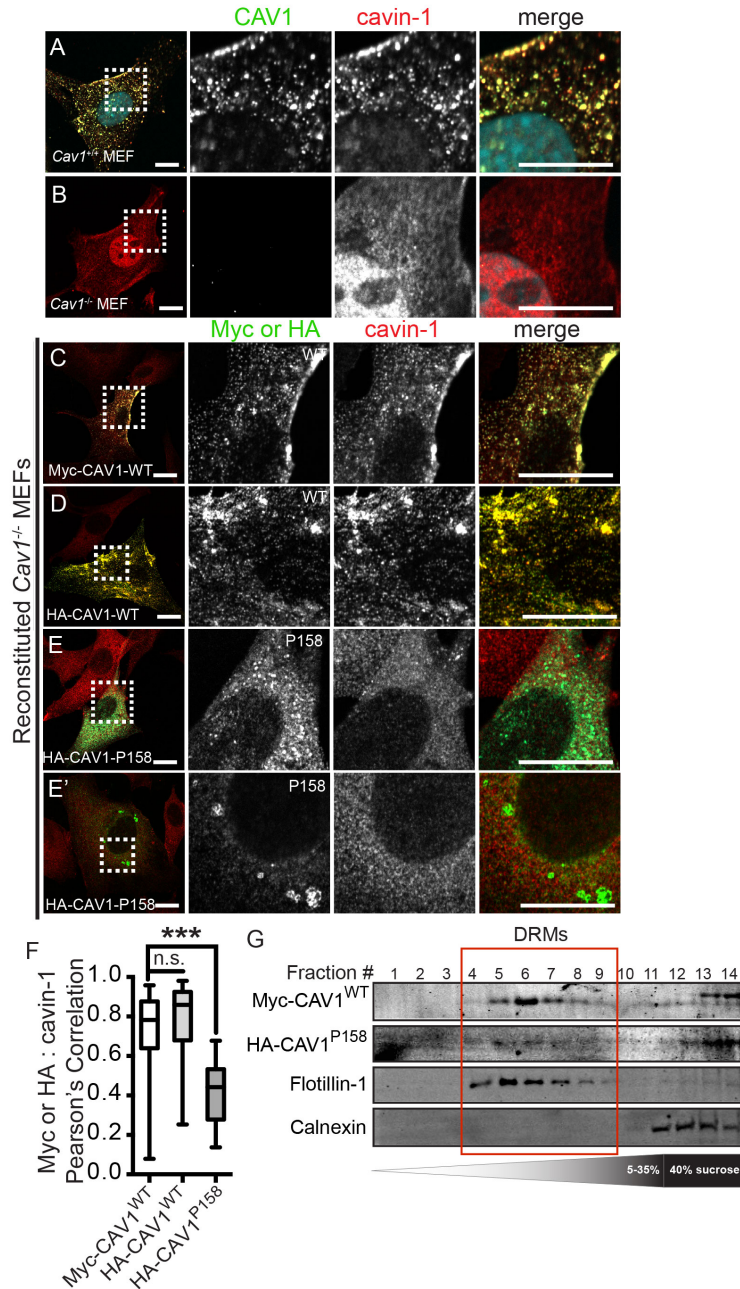 CAV1 cavin-1 merge
A
Cav1+/+ MEF
B
Cav1-/- MEF
Myc or HA cavin-1 merge
Reconstituted Cav1-/- MEFs
C WT
Myc-CAV1-WT
D WT
HA-CAV1-WT
E P158
HA-CAV1-P158
E' P158
HA-CAV1-P158
F
***
n.s.
Myc or HA : cavin-1
Pearson's Correlation
1.0
0.8
0.6
0.4
0.2
0.0
Myc-CAV1WT
HA-CAV1WT
HA-CAV1P158
G DRMs
Fraction # 1 2 3 4 5 6 7 8 9 10 11 12 13 14
Myc-CAV1WT
HA-CAV1P158
Flotillin-1
Calnexin
5-35% 40% sucrose